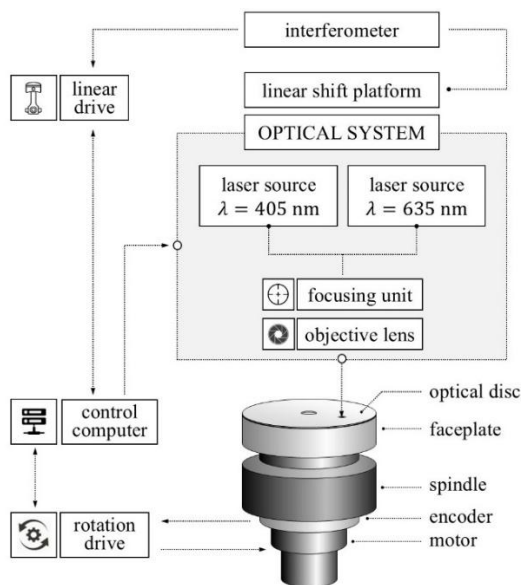 interferometer
linear
drive
linear shift platform
OPTICAL SYSTEM
laser source
λ = 405 nm
laser source
λ = 635 nm
focusing unit
objective lens
optical disc
control
computer
faceplate
spindle
encoder
rotation
drive
motor